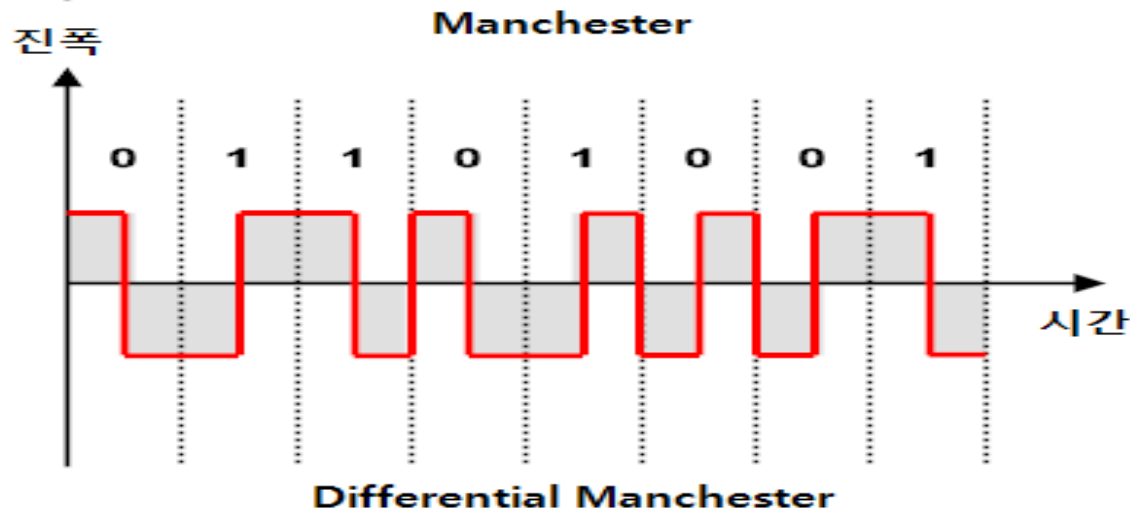 Manchester
진폭
0 1 1 0 1 0 0 1
시간
Differential Manchester